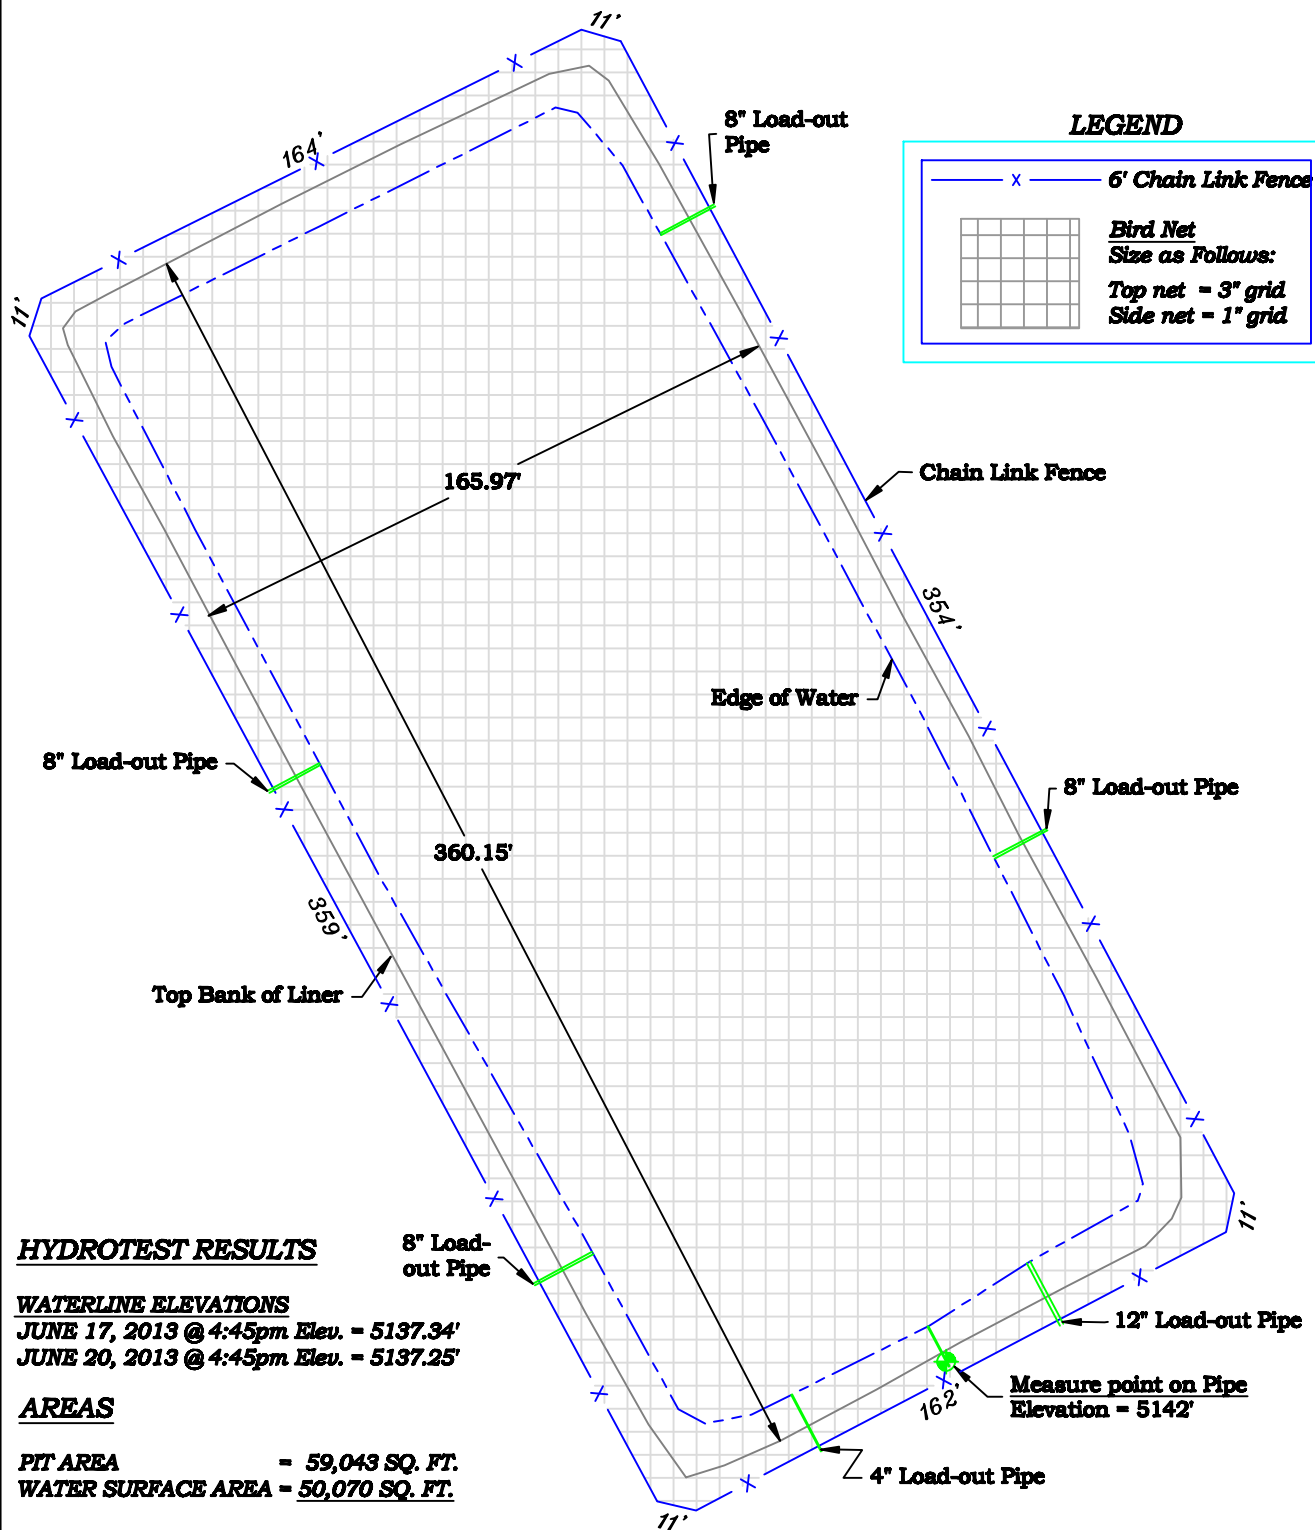 11'
164'
8" Load-out
Pipe
LEGEND
6' Chain Link Fence
Bird Net
Size as Follows:
Top net = 3" grid
Side net = 1" grid
11'
165.97'
Chain Link Fence
354'
Edge of Water
8" Load-out Pipe
8" Load-out Pipe
360.15'
359'
Top Bank of Liner
11'
8" Load-
out Pipe
12" Load-out Pipe
Measure point on Pipe
Elevation = 5142'
162'
4" Load-out Pipe
11'
HYDROTEST RESULTS
WATERLINE ELEVATIONS
JUNE 17, 2013 @ 4:45pm Elev. = 5137.34'
JUNE 20, 2013 @ 4:45pm Elev. = 5137.25'
AREAS
PIT AREA = 59,043 SQ. FT.
WATER SURFACE AREA = 50,070 SQ. FT.